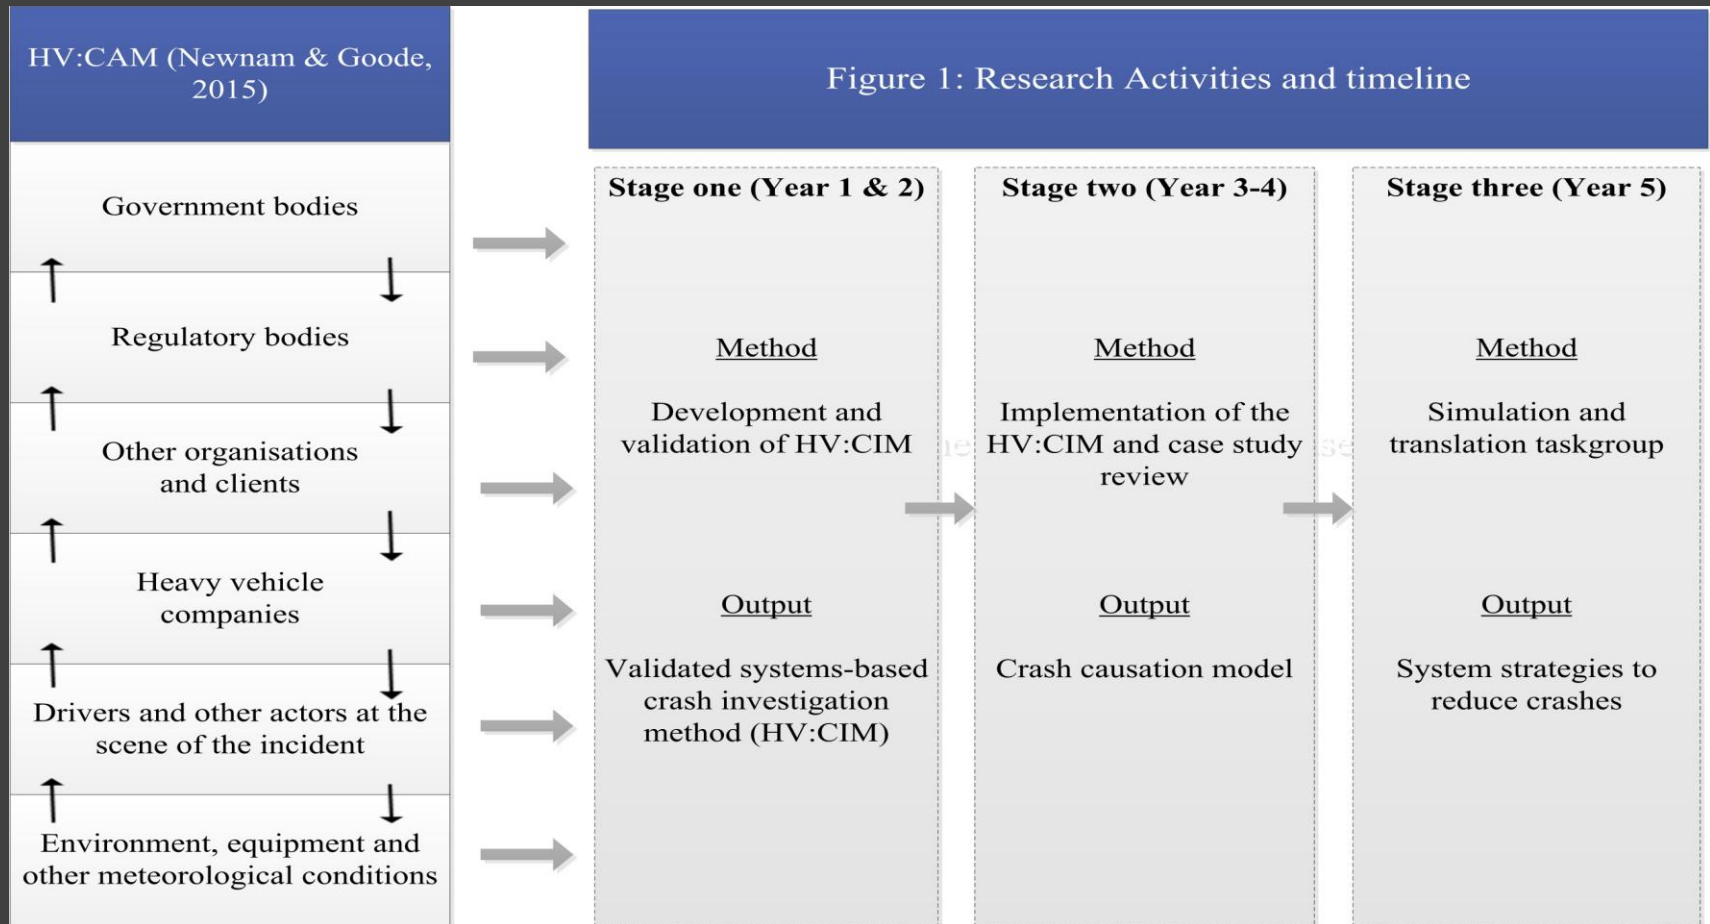 HV:CAM (Newnam & Goode,
2015)
Government bodies
Regulatory bodies
Other organisations
and clients
Heavy vehicle
companies
Drivers and other actors at the
scene of the incident
Environment, equipment and
other meteorological conditions
Figure 1: Research Activities and timeline
Stage one (Year 1 & 2)
Method
Development and
validation of HV:CIM
Output
Validated systems-based
crash investigation
method (HV:CIM)
Stage two (Year 3-4)
Method
Implementation of the
HV:CIM and case study
review
Output
Crash causation model
Stage three (Year 5)
Method
Simulation and
translation taskgroup
Output
System strategies to
reduce crashes